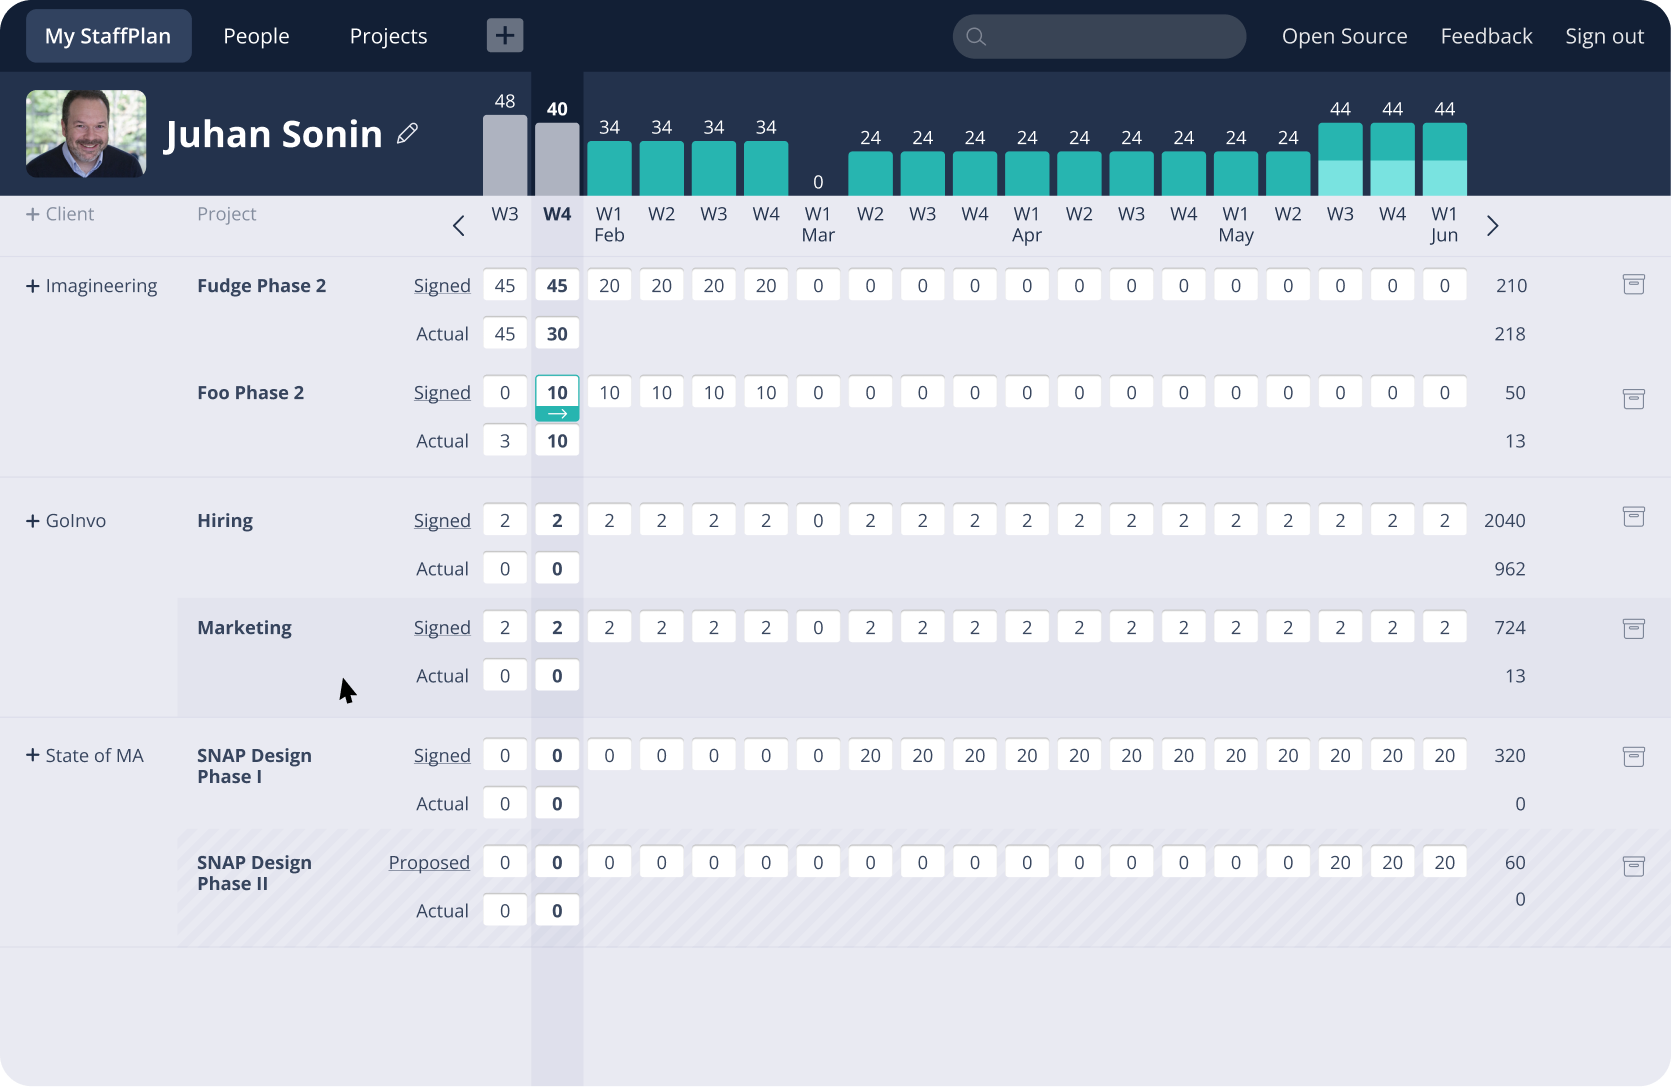 My StaffPlan People Projects + Open Source Feedback Sign out
Juhan Sonin
48 40 34 34 34 34 0 24 24 24 24 24 24 24 24 24 44 44 44
+ Client Project W3 W4 W1 W2 W3 W4 W1 W2 W3 W4 W1 W2 W3 W4 W1 W2 W3 W4 W1
Feb Mar Apr May Jun
+ Imagineering Fudge Phase 2 Signed 45 45 20 20 20 20 0 0 0 0 0 0 0 0 0 0 0 0 0 210
Actual 45 30 218
Foo Phase 2 Signed 0 10 10 10 10 10 0 0 0 0 0 0 0 0 0 0 0 0 0 50
Actual 3 10 13
+ GoInvo Hiring Signed 2 2 2 2 2 2 0 2 2 2 2 2 2 2 2 2 2 2 2 2040
Actual 0 0 962
Marketing Signed 2 2 2 2 2 2 0 2 2 2 2 2 2 2 2 2 2 2 2 724
Actual 0 0 13
+ State of MA SNAP Design Signed 0 0 0 0 0 0 0 20 20 20 20 20 20 20 20 20 20 20 20 320
Phase I
Actual 0 0 0
SNAP Design Proposed 0 0 0 0 0 0 0 0 0 0 0 0 0 0 0 0 20 20 20 60
Phase II
Actual 0 0 0